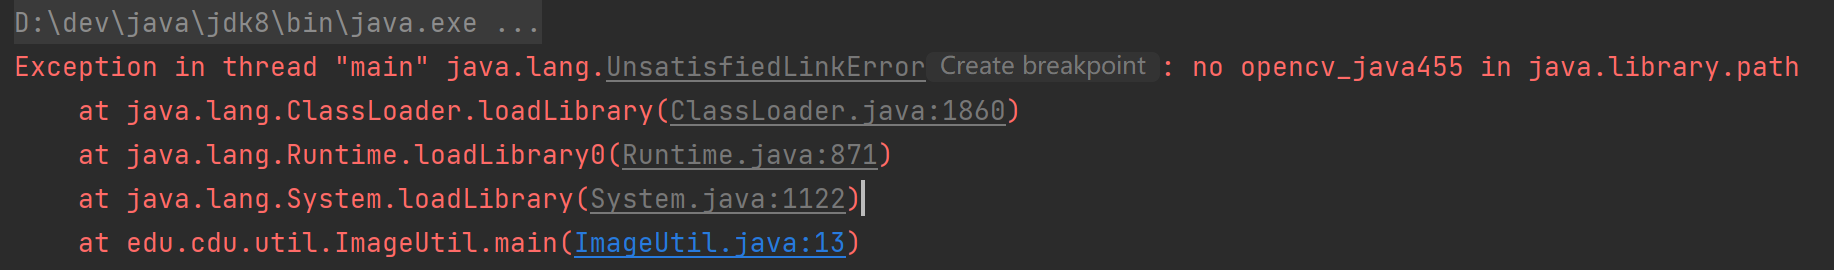 D:\dev\java\jdk8\bin\java.exe ...
Exception in thread "main" java.lang.UnsatisfiedLinkError Create breakpoint : no opencv_java455 in java.library.path
at java.lang.ClassLoader.loadLibrary(ClassLoader.java:1860)
at java.lang.Runtime.loadLibrary0(Runtime.java:871)
at java.lang.System.loadLibrary(System.java:1122)
at edu.cdu.util.ImageUtil.main(ImageUtil.java:13)